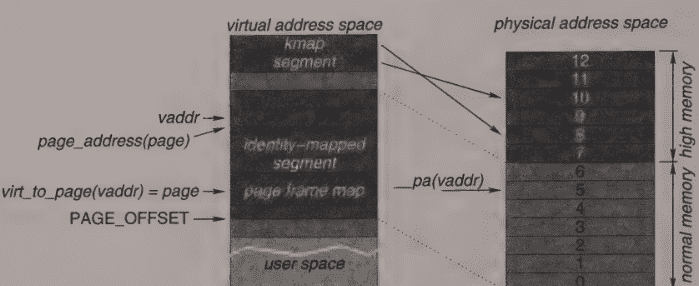 virtual address space
physical address space
kmap
segment
vaddr
page_address(page)
identity-mapped
segment
virt_to_page(vaddr) = page
page frame map
PAGE_OFFSET
user space
__pa(vaddr)
12
11
10
9
8
7
6
5
4
3
2
1
0
high memory
normal memory